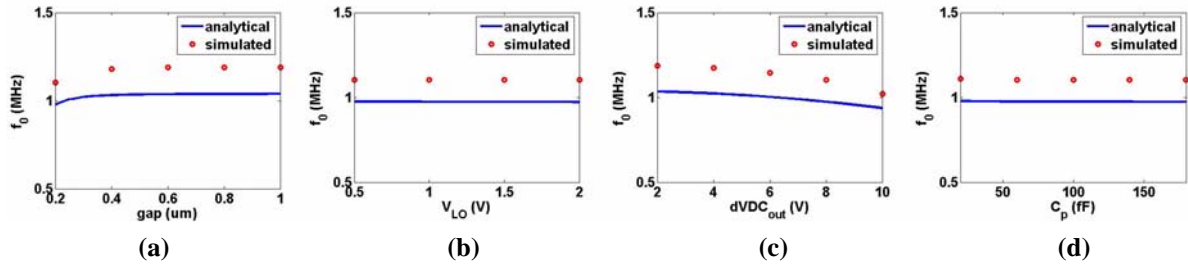 1.5
analytical
simulated
1
f₀ (MHz)
0.5
0.2 0.4 0.6 0.8 1
gap (um)
(a)
1.5
analytical
simulated
1
f₀ (MHz)
0.5
0.5 1 1.5 2
V_LO (V)
(b)
1.5
analytical
simulated
1
f₀ (MHz)
0.5
2 4 6 8 10
dVDC_out (V)
(c)
1.5
analytical
simulated
1
f₀ (MHz)
0.5
50 100 150
C_p (fF)
(d)